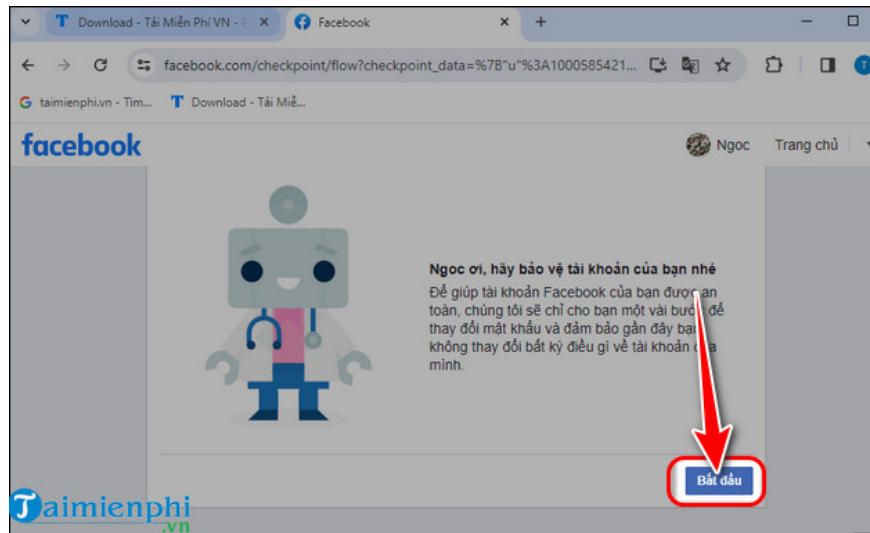 Download - Tải Miễn Phí VN - P
Facebook
facebook.com/checkpoint/flow?checkpoint_data=%7B"u"%3A1000585421...
taimienphi.vn - Tìm...
Download - Tải Miễ...
facebook
Ngoc
Trang chủ
Ngoc ơi, hãy bảo vệ tài khoản của bạn nhé
Để giúp tài khoản Facebook của bạn được an
toàn, chúng tôi sẽ chỉ cho bạn một vài bước để
thay đổi mật khẩu và đảm bảo gần đây bạn
không thay đổi bất kỳ điều gì về tài khoản của
mình.
Bắt đầu
Taimienphi
.vn